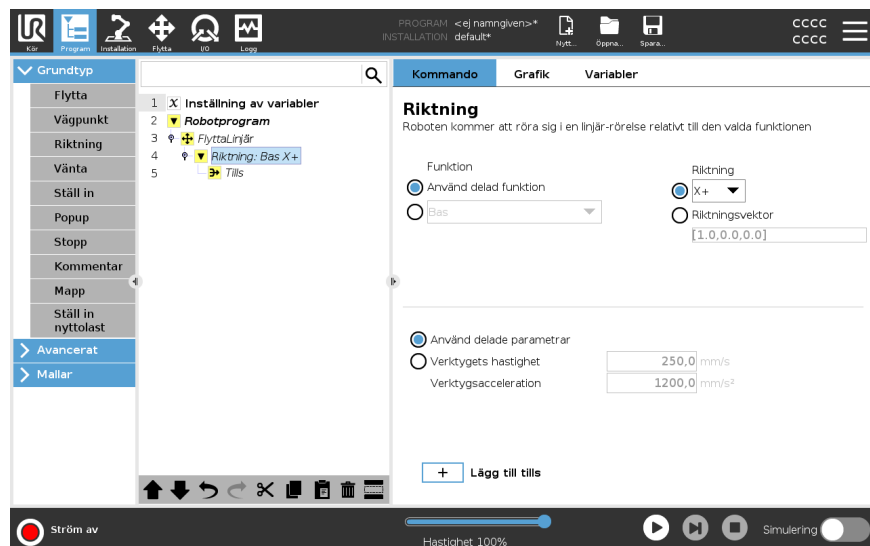 UR
Kör
Program
Installation
Flytta
I/O
Logg
PROGRAM <ej namngiven>*
INSTALLATION default*
Nytt...
Öppna...
Spara...
cccc
cccc
Grundtyp
Flytta
Vägpunkt
Riktning
Vänta
Ställ in
Popup
Stopp
Kommentar
Mapp
Ställ in
nyttolast
Avancerat
Mallar
1 X Inställning av variabler
2 Robotprogram
3 FlyttaLinjär
4 Riktning: Bas X+
5 Tills
Kommando
Grafik
Variabler
Riktning
Roboten kommer att röra sig i en linjär-rörelse relativt till den valda funktionen
Funktion
Använd delad funktion
Bas
Riktning
X+
Riktningsvektor
[1.0,0.0,0.0]
Använd delade parametrar
Verktygets hastighet 250,0 mm/s
Verktygsacceleration 1200,0 mm/s²
+ Lägg till tills
Ström av
Hastighet 100%
Simulering